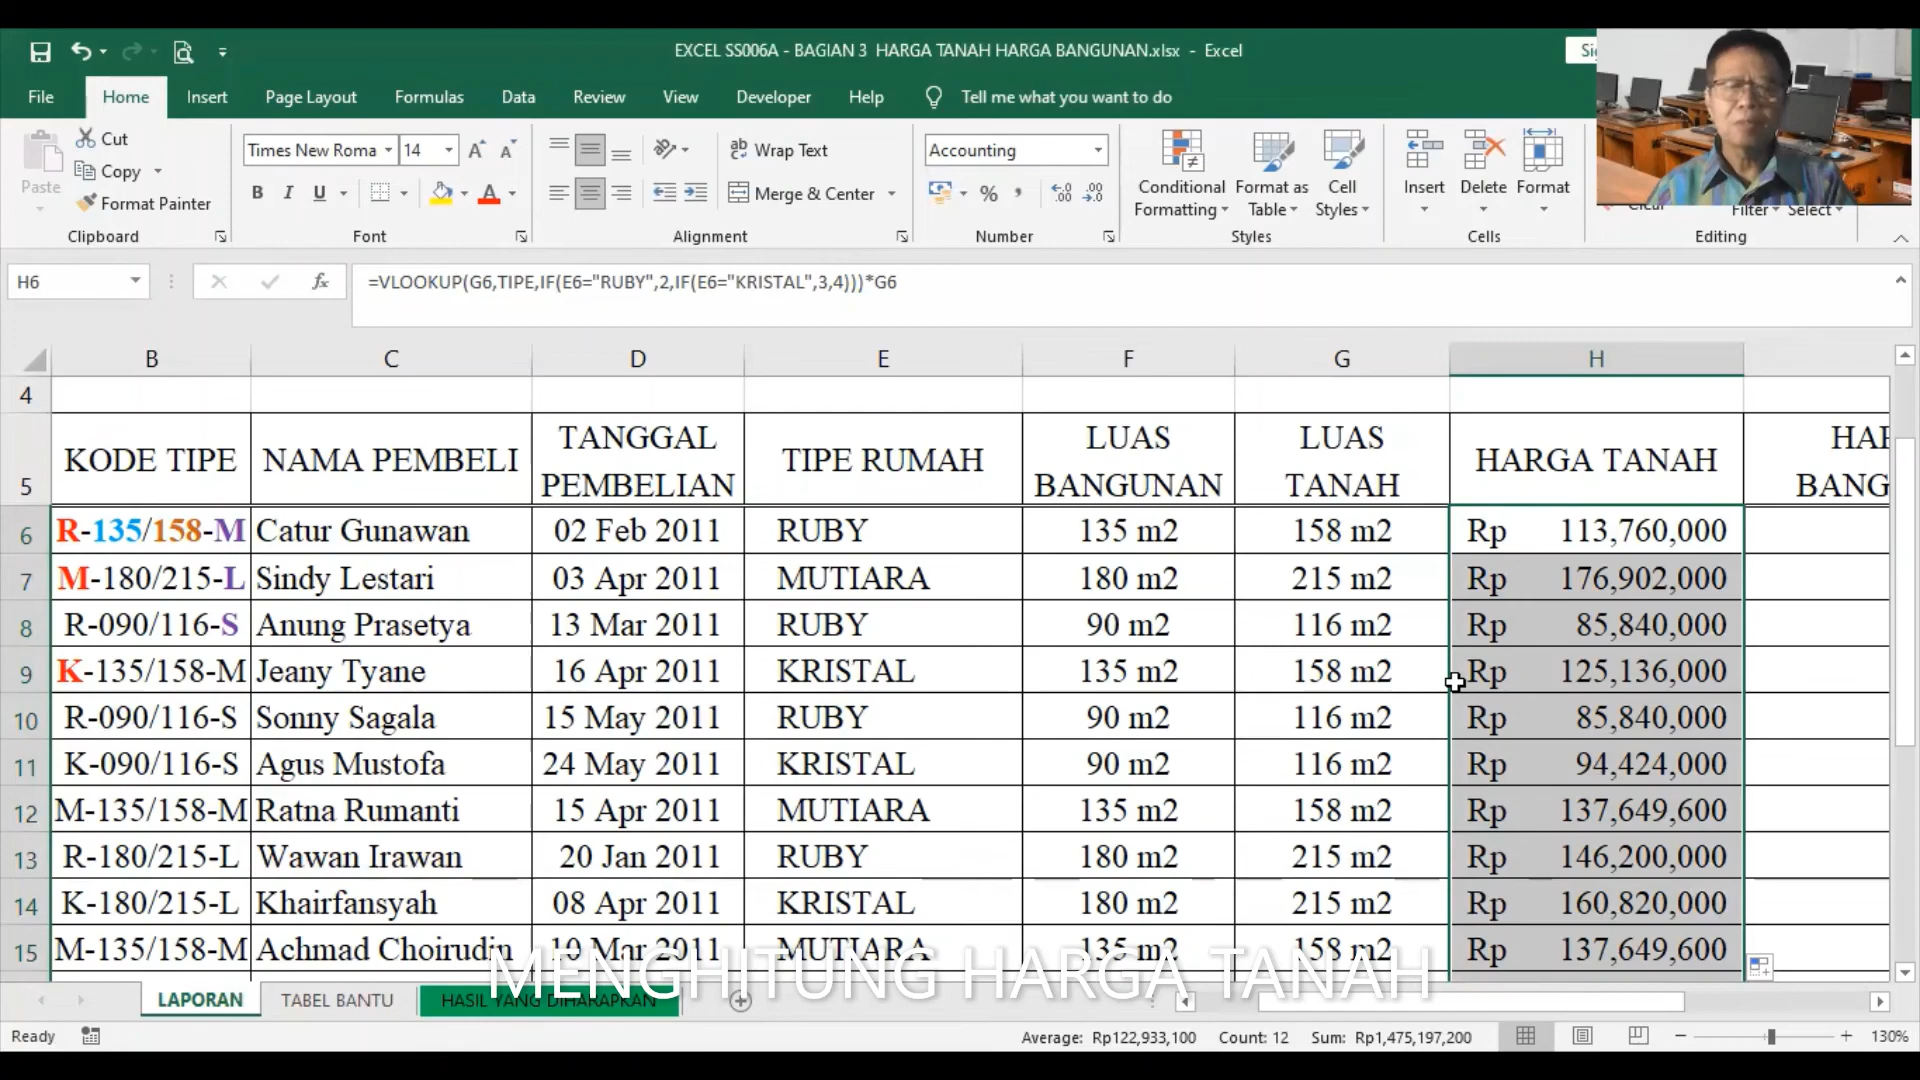 EXCEL SS006A - BAGIAN 3 HARGA TANAH HARGA BANGUNAN.xlsx - Excel
File Home Insert Page Layout Formulas Data Review View Developer Help Tell me what you want to do
Paste
Cut
Copy
Format Painter
Clipboard
Times New Roma 14
B I U A
Font
Wrap Text
Merge & Center
Alignment
Accounting
%
Number
Conditional Formatting
Format as Table
Cell Styles
Styles
Insert
Delete
Format
Cells
Clear
Filter
Select
Editing
H6 fx =VLOOKUP(G6,TIPE,IF(E6="RUBY",2,IF(E6="KRISTAL",3,4)))*G6
B C D E F G H
4
5 KODE TIPE NAMA PEMBELI TANGGAL PEMBELIAN TIPE RUMAH LUAS BANGUNAN LUAS TANAH HARGA TANAH
6 R-135/158-M Catur Gunawan 02 Feb 2011 RUBY 135 m2 158 m2 Rp 113,760,000
7 M-180/215-L Sindy Lestari 03 Apr 2011 MUTIARA 180 m2 215 m2 Rp 176,902,000
8 R-090/116-S Anung Prasetya 13 Mar 2011 RUBY 90 m2 116 m2 Rp 85,840,000
9 K-135/158-M Jeany Tyane 16 Apr 2011 KRISTAL 135 m2 158 m2 Rp 125,136,000
10 R-090/116-S Sonny Sagala 15 May 2011 RUBY 90 m2 116 m2 Rp 85,840,000
11 K-090/116-S Agus Mustofa 24 May 2011 KRISTAL 90 m2 116 m2 Rp 94,424,000
12 M-135/158-M Ratna Rumanti 15 Apr 2011 MUTIARA 135 m2 158 m2 Rp 137,649,600
13 R-180/215-L Wawan Irawan 20 Jan 2011 RUBY 180 m2 215 m2 Rp 146,200,000
14 K-180/215-L Khairfansyah 08 Apr 2011 KRISTAL 180 m2 215 m2 Rp 160,820,000
15 M-135/158-M Achmad Choirudin 10 Mar 2011 MUTIARA 135 m2 158 m2 Rp 137,649,600
MENGHITUNG HARGA TANAH
LAPORAN TABEL BANTU HASIL YANG DIHARAPKAN
Ready Average: Rp122,933,100 Count: 12 Sum: Rp1,475,197,200 130%